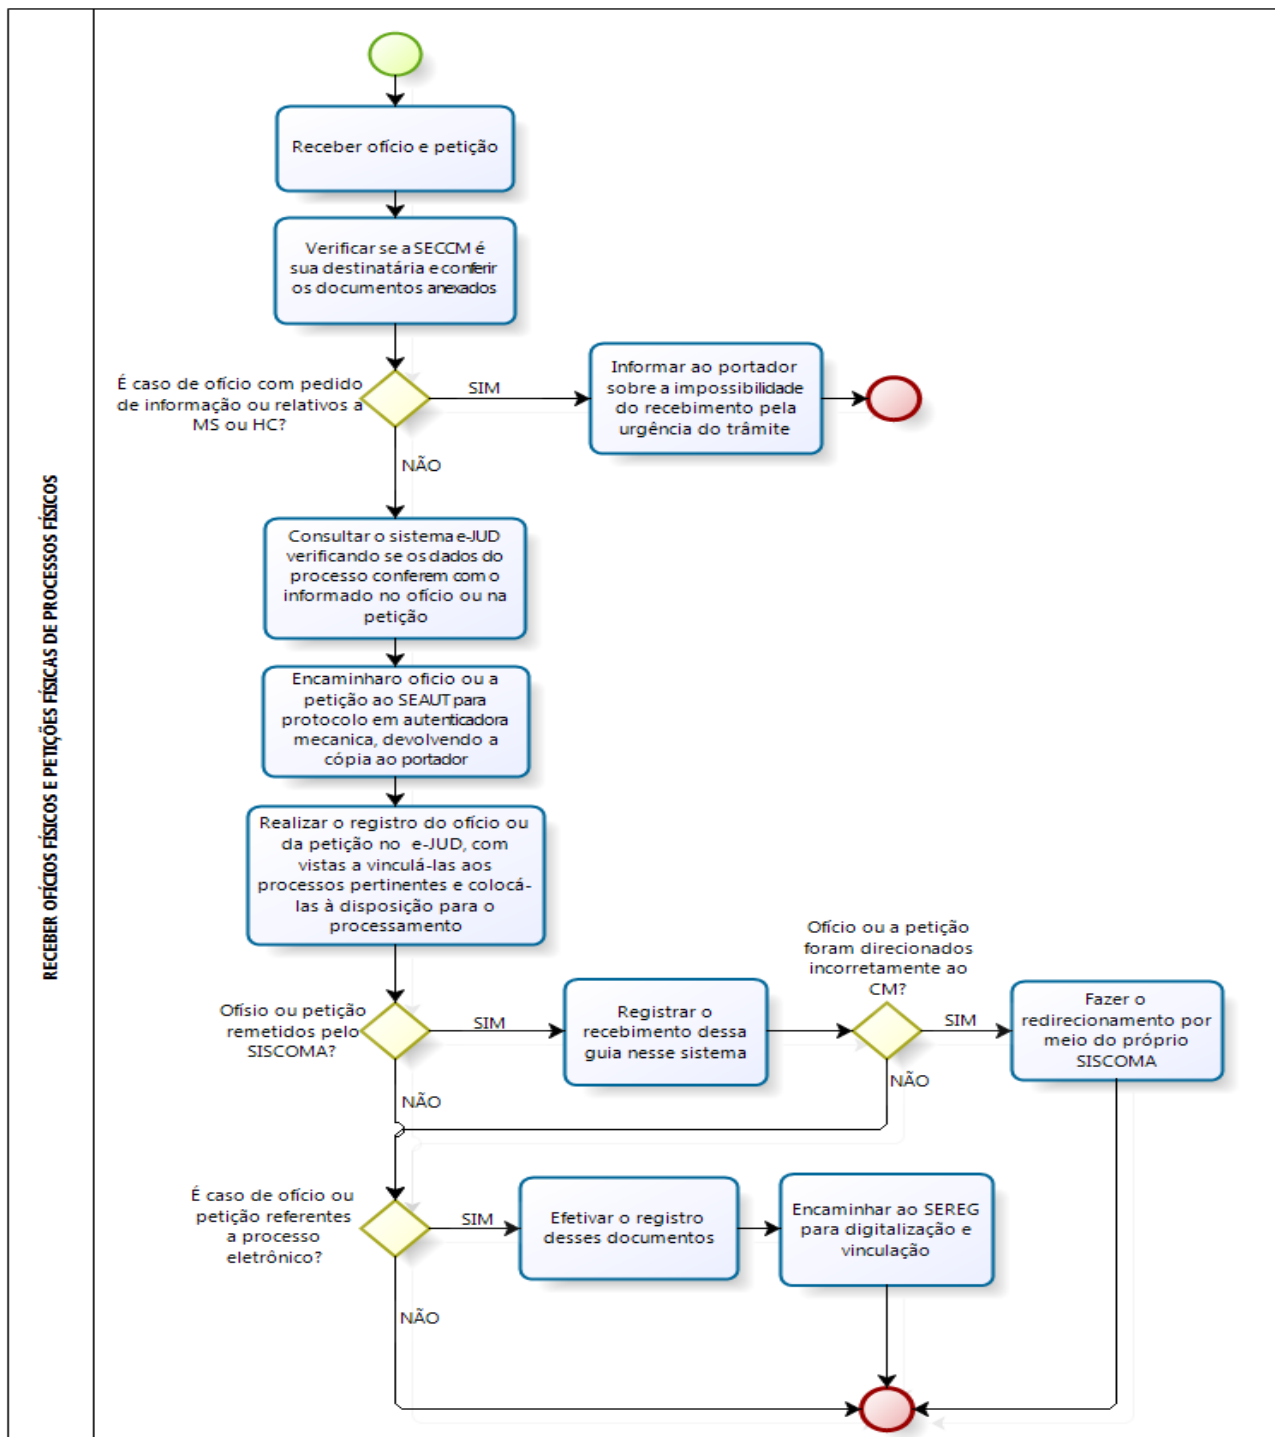 RECEBER OFÍCIOS FÍSICOS E PETIÇÕES FÍSICAS DE PROCESSOS FÍSICOS
Receber ofício e petição
Verificar se a SECCM é
sua destinatária e conferir
os documentos anexados
É caso de ofício com pedido
de informação ou relativos a
MS ou HC?
SIM
Informar ao portador
sobre a impossibilidade
do recebimento pela
urgência do trâmite
NÃO
Consultar o sistema e-JUD
verificando se os dados do
processo conferem com o
informado no ofício ou na
petição
Encaminharo oficio ou a
petição ao SEAUT para
protocolo em autenticadora
mecanica, devolvendo a
cópia ao portador
Realizar o registro do ofício ou
da petição no e-JUD, com
vistas a vinculá-las aos
processos pertinentes e colocá-
las à disposição para o
processamento
Ofísio ou petição
remetidos pelo
SISCOMA?
SIM
Registrar o
recebimento dessa
guia nesse sistema
Ofício ou a petição
foram direcionados
incorretamente ao
CM?
SIM
Fazer o
redirecionamento por
meio do próprio
SISCOMA
NÃO
NÃO
É caso de ofício ou
petição referentes
a processo
eletrônico?
SIM
Efetivar o registro
desses documentos
Encaminhar ao SEREG
para digitalização e
vinculação
NÃO